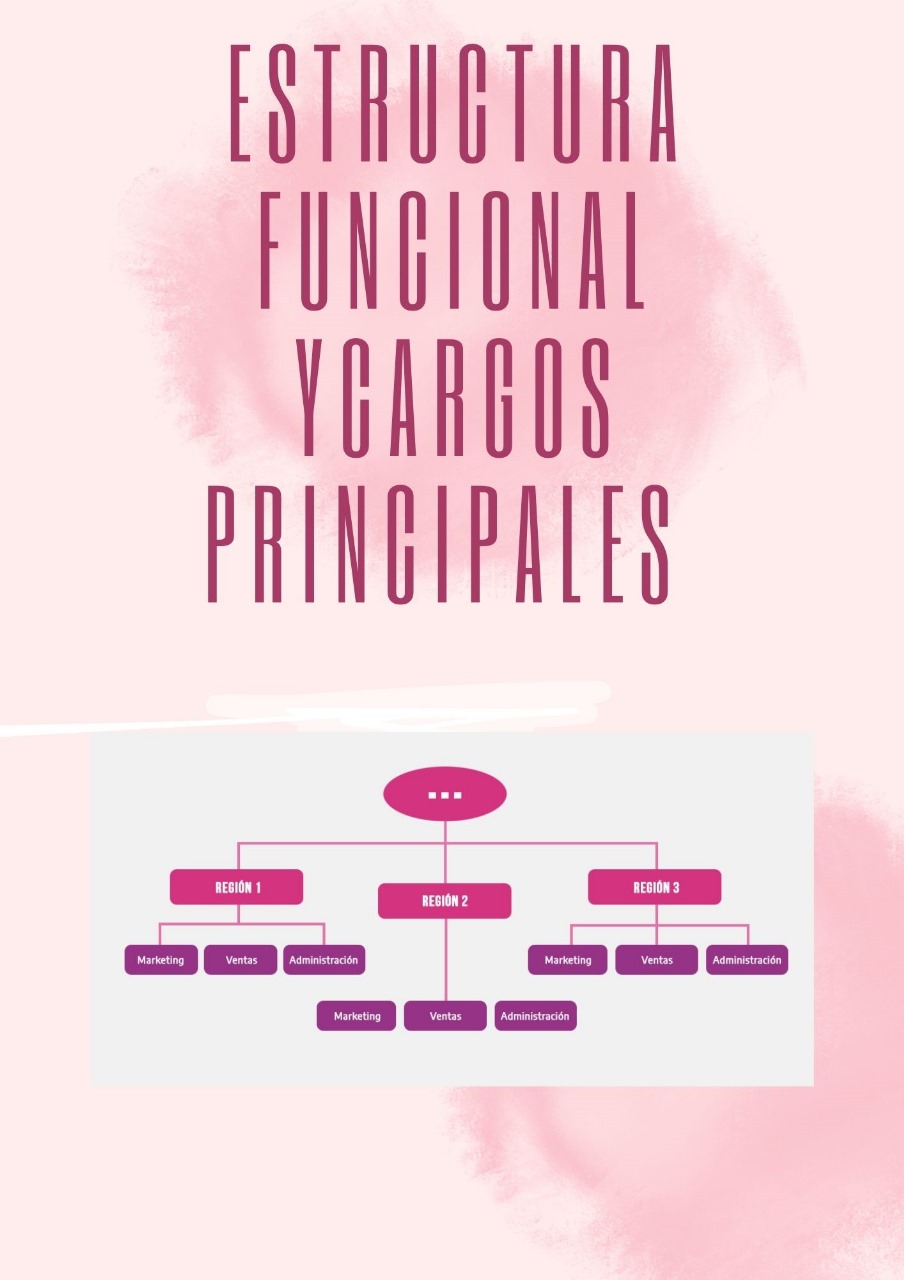 ESTRUCTURA
FUNCIONAL
YCARGOS
PRINCIPALES
...
REGIÓN 1
REGIÓN 2
REGIÓN 3
Marketing
Ventas
Administración
Marketing
Ventas
Administración
Marketing
Ventas
Administración